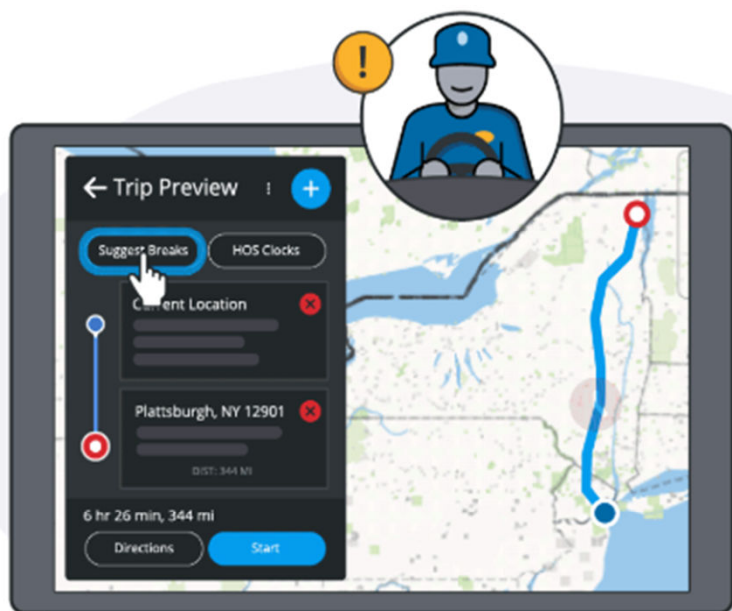 !
← Trip Preview ⋮ +
Suggest Breaks HOS Clocks
Current Location
Plattsburgh, NY 12901
DIST: 344 MI
6 hr 26 min, 344 mi
Directions Start